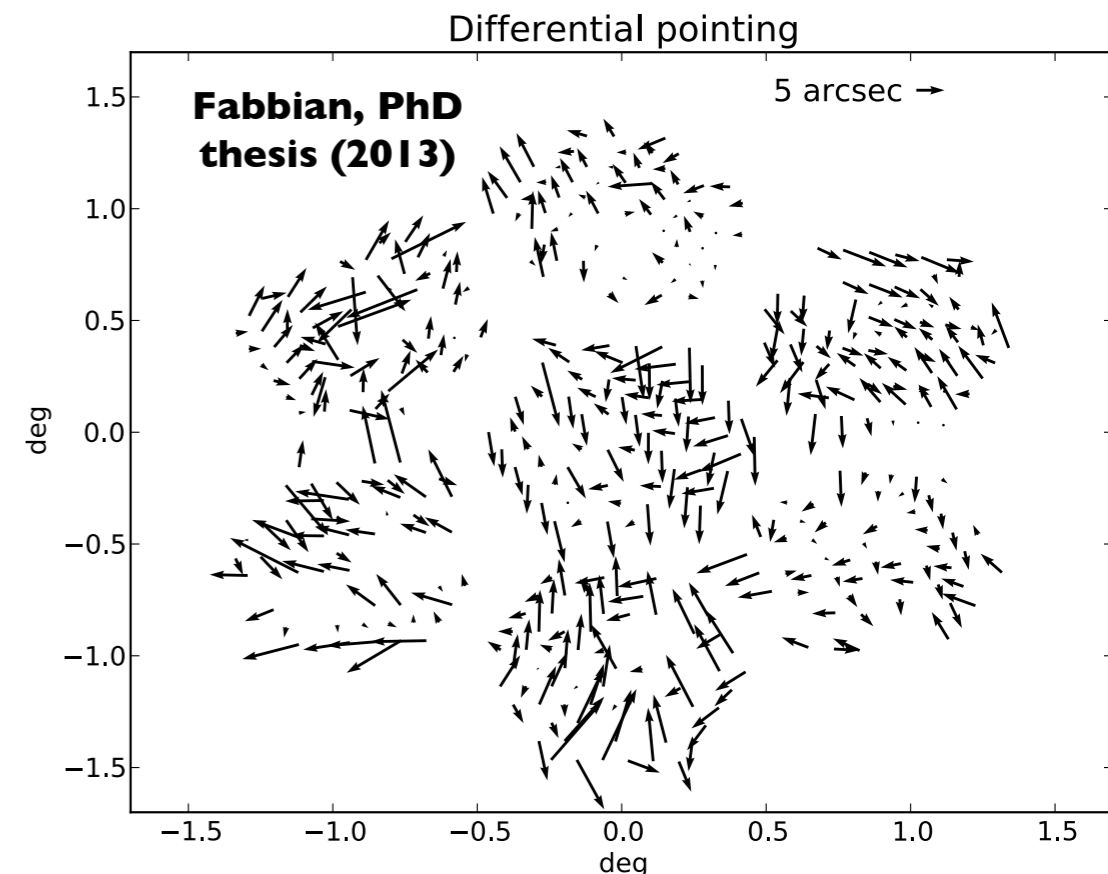 Differential pointing
Fabbian, PhD
thesis (2013)
5 arcsec
1.5
1.0
0.5
0.0
−0.5
−1.0
−1.5
deg
−1.5 −1.0 −0.5 0.0 0.5 1.0 1.5
deg